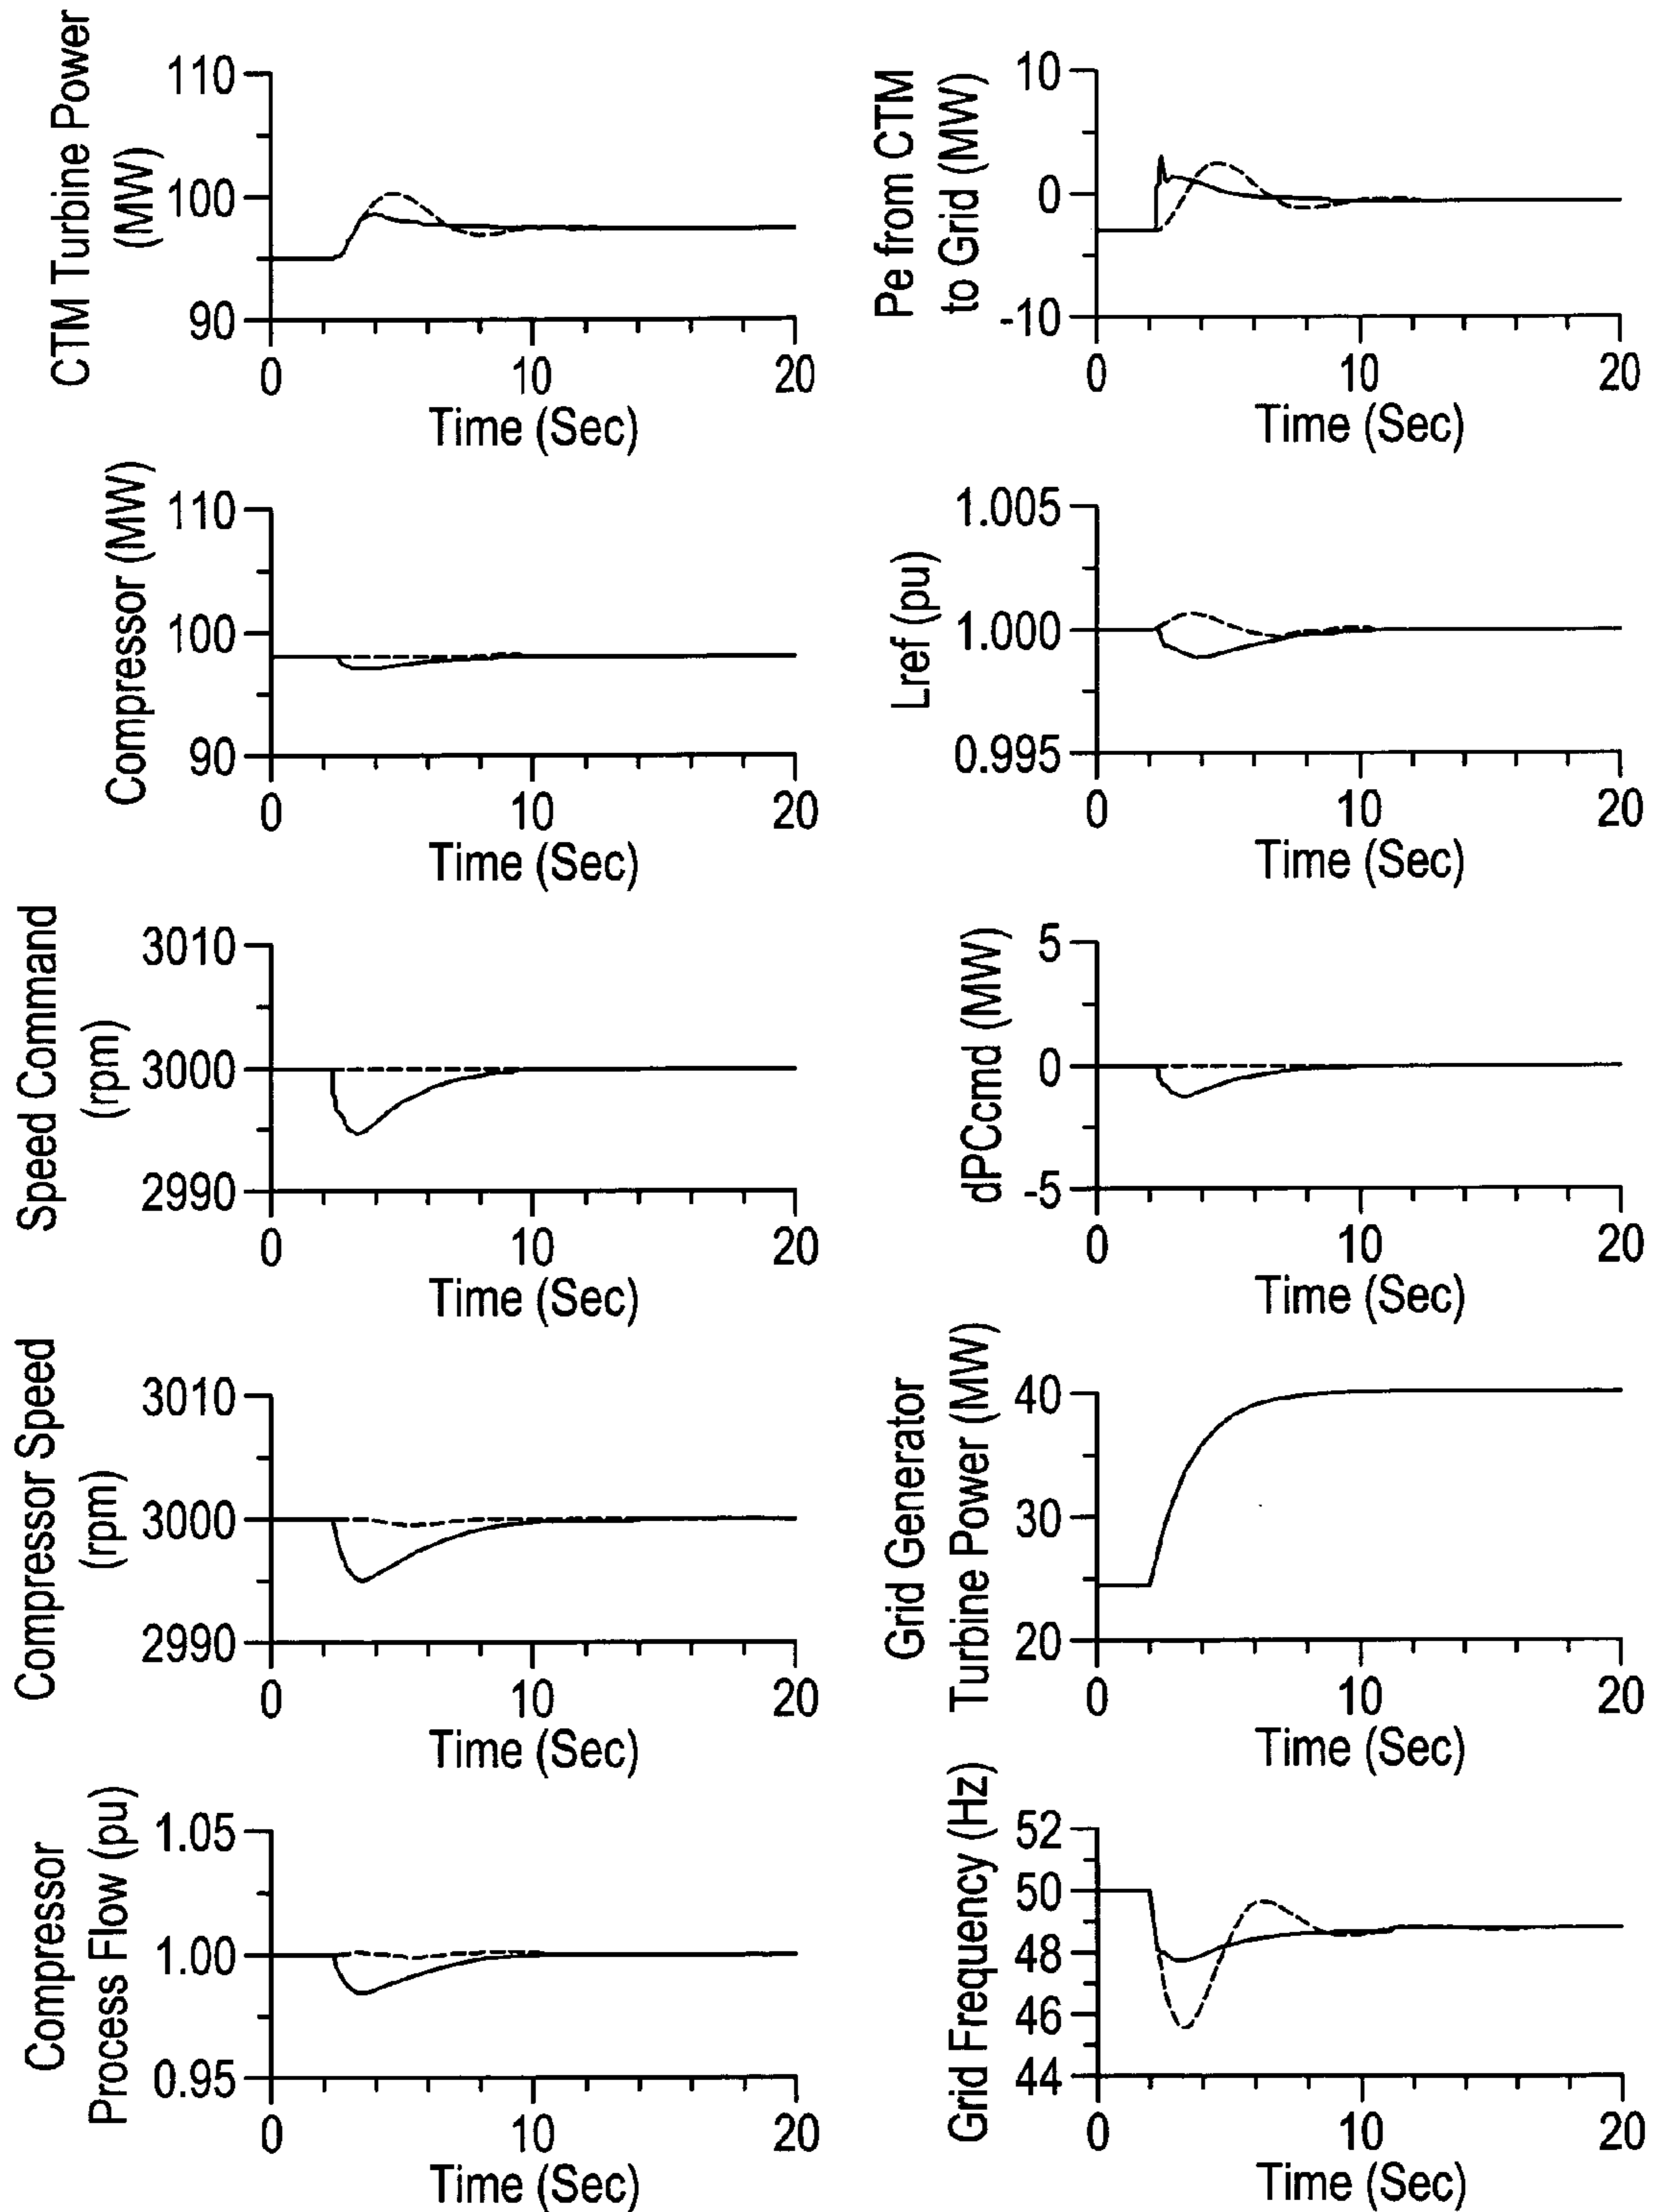 CTM Turbine Power
(MW)
110
100
90
0
20
Time (Sec)
Pe from CTM
to Grid (MW)
10
0
-10
0
10
20
Time (Sec)
Compressor (MW)
110
100
90
0
10
20
Time (Sec)
Lref (pu)
1.005
1.000
0.995
0
10
20
Time (Sec)
Speed Command
(rpm)
3010
3000
2990
0
10
20
Time (Sec)
dPCcmd (MW)
5
0
-5
0
10
20
Time (Sec)
Compressor Speed
(rpm)
3010
3000
2990
0
10
20
Time (Sec)
Grid Generator
Turbine Power (MW)
40
30
20
0
10
20
Time (Sec)
Compressor
Process Flow (pu)
1.05
1.00
0.95
0
10
20
Time (Sec)
Grid Frequency (Hz)
52
50
48
46
44
0
10
20
Time (Sec)